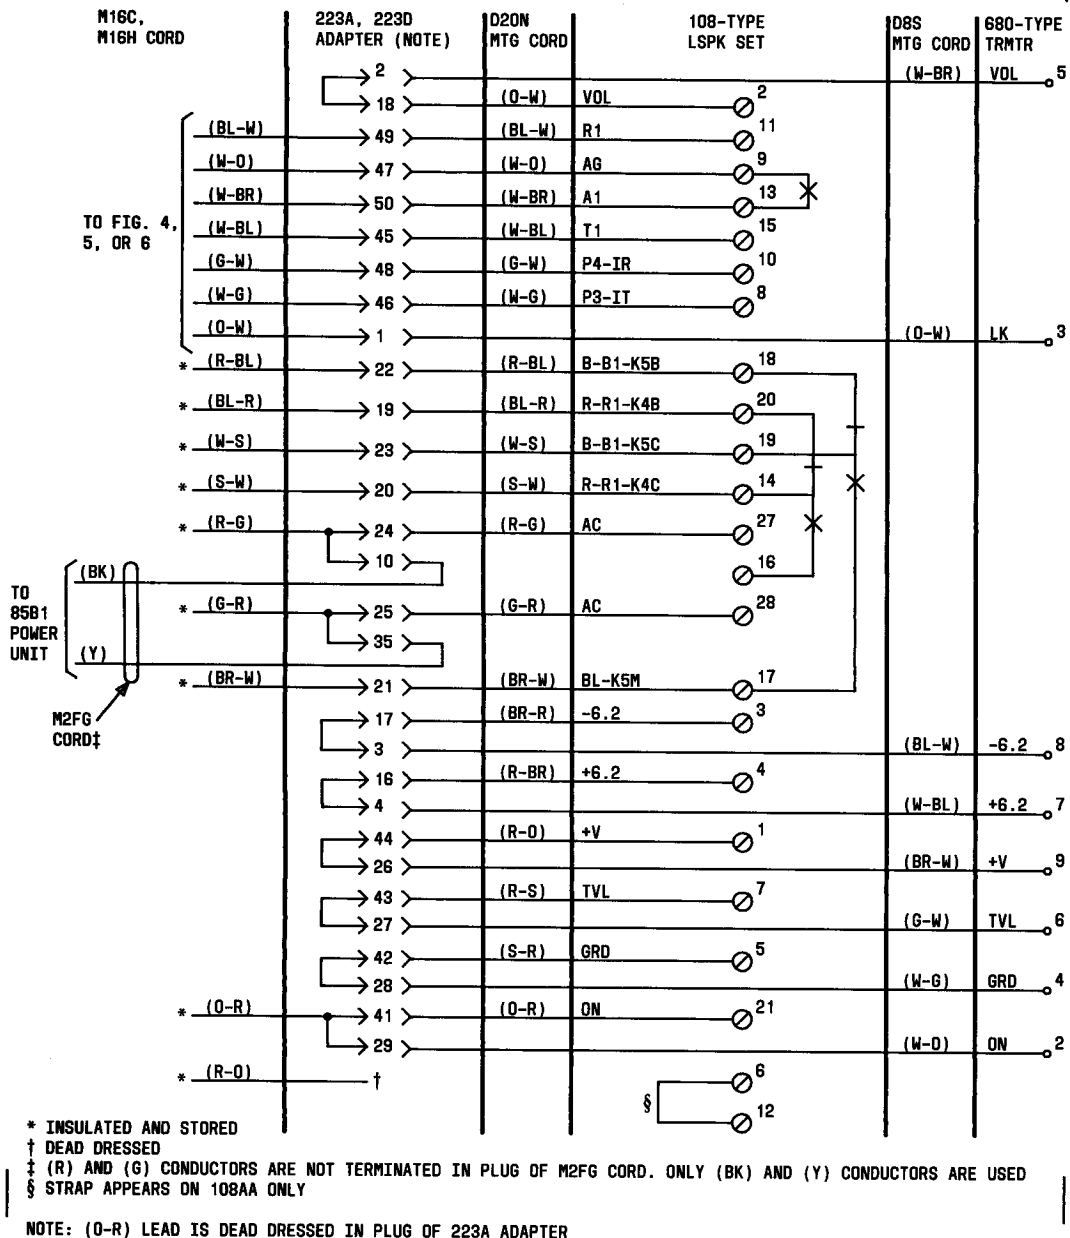 M16C,
M16H CORD
223A, 223D
ADAPTER (NOTE)
D20N
MTG CORD
108-TYPE
LSPK SET
D8S
MTG CORD
680-TYPE
TRMTR
2 (W-BR) VOL 5
18 (O-W) VOL 2
(BL-W) 49 (BL-W) R1 11
(W-O) 47 (W-O) AG 9
(W-BR) 50 (W-BR) A1 13
TO FIG. 4,
5, OR 6
(W-BL) 45 (W-BL) T1 15
(G-W) 48 (G-W) P4-IR 10
(W-G) 46 (W-G) P3-IT 8
(O-W) 1 (O-W) LK 3
* (R-BL) 22 (R-BL) B-B1-K5B 18
* (BL-R) 19 (BL-R) R-R1-K4B 20
* (W-S) 23 (W-S) B-B1-K5C 19
* (S-W) 20 (S-W) R-R1-K4C 14
* (R-G) 24 (R-G) AC 27
10 16
(BK)
TO
85B1
POWER
UNIT
* (G-R) 25 (G-R) AC 28
35
(Y)
* (BR-W) 21 (BR-W) BL-K5M 17
M2FG
CORD‡
17 (BR-R) -6.2 3
3 (BL-W) -6.2 8
16 (R-BR) +6.2 4
4 (W-BL) +6.2 7
44 (R-O) +V 1
26 (BR-W) +V 9
43 (R-S) TVL 7
27 (G-W) TVL 6
42 (S-R) GRD 5
28 (W-G) GRD 4
* (O-R) 41 (O-R) ON 21
29 (W-O) ON 2
* (R-O) † 6
§ 12
* INSULATED AND STORED
† DEAD DRESSED
‡ (R) AND (G) CONDUCTORS ARE NOT TERMINATED IN PLUG OF M2FG CORD. ONLY (BK) AND (Y) CONDUCTORS ARE USED
§ STRAP APPEARS ON 108AA ONLY
NOTE: (O-R) LEAD IS DEAD DRESSED IN PLUG OF 223A ADAPTER